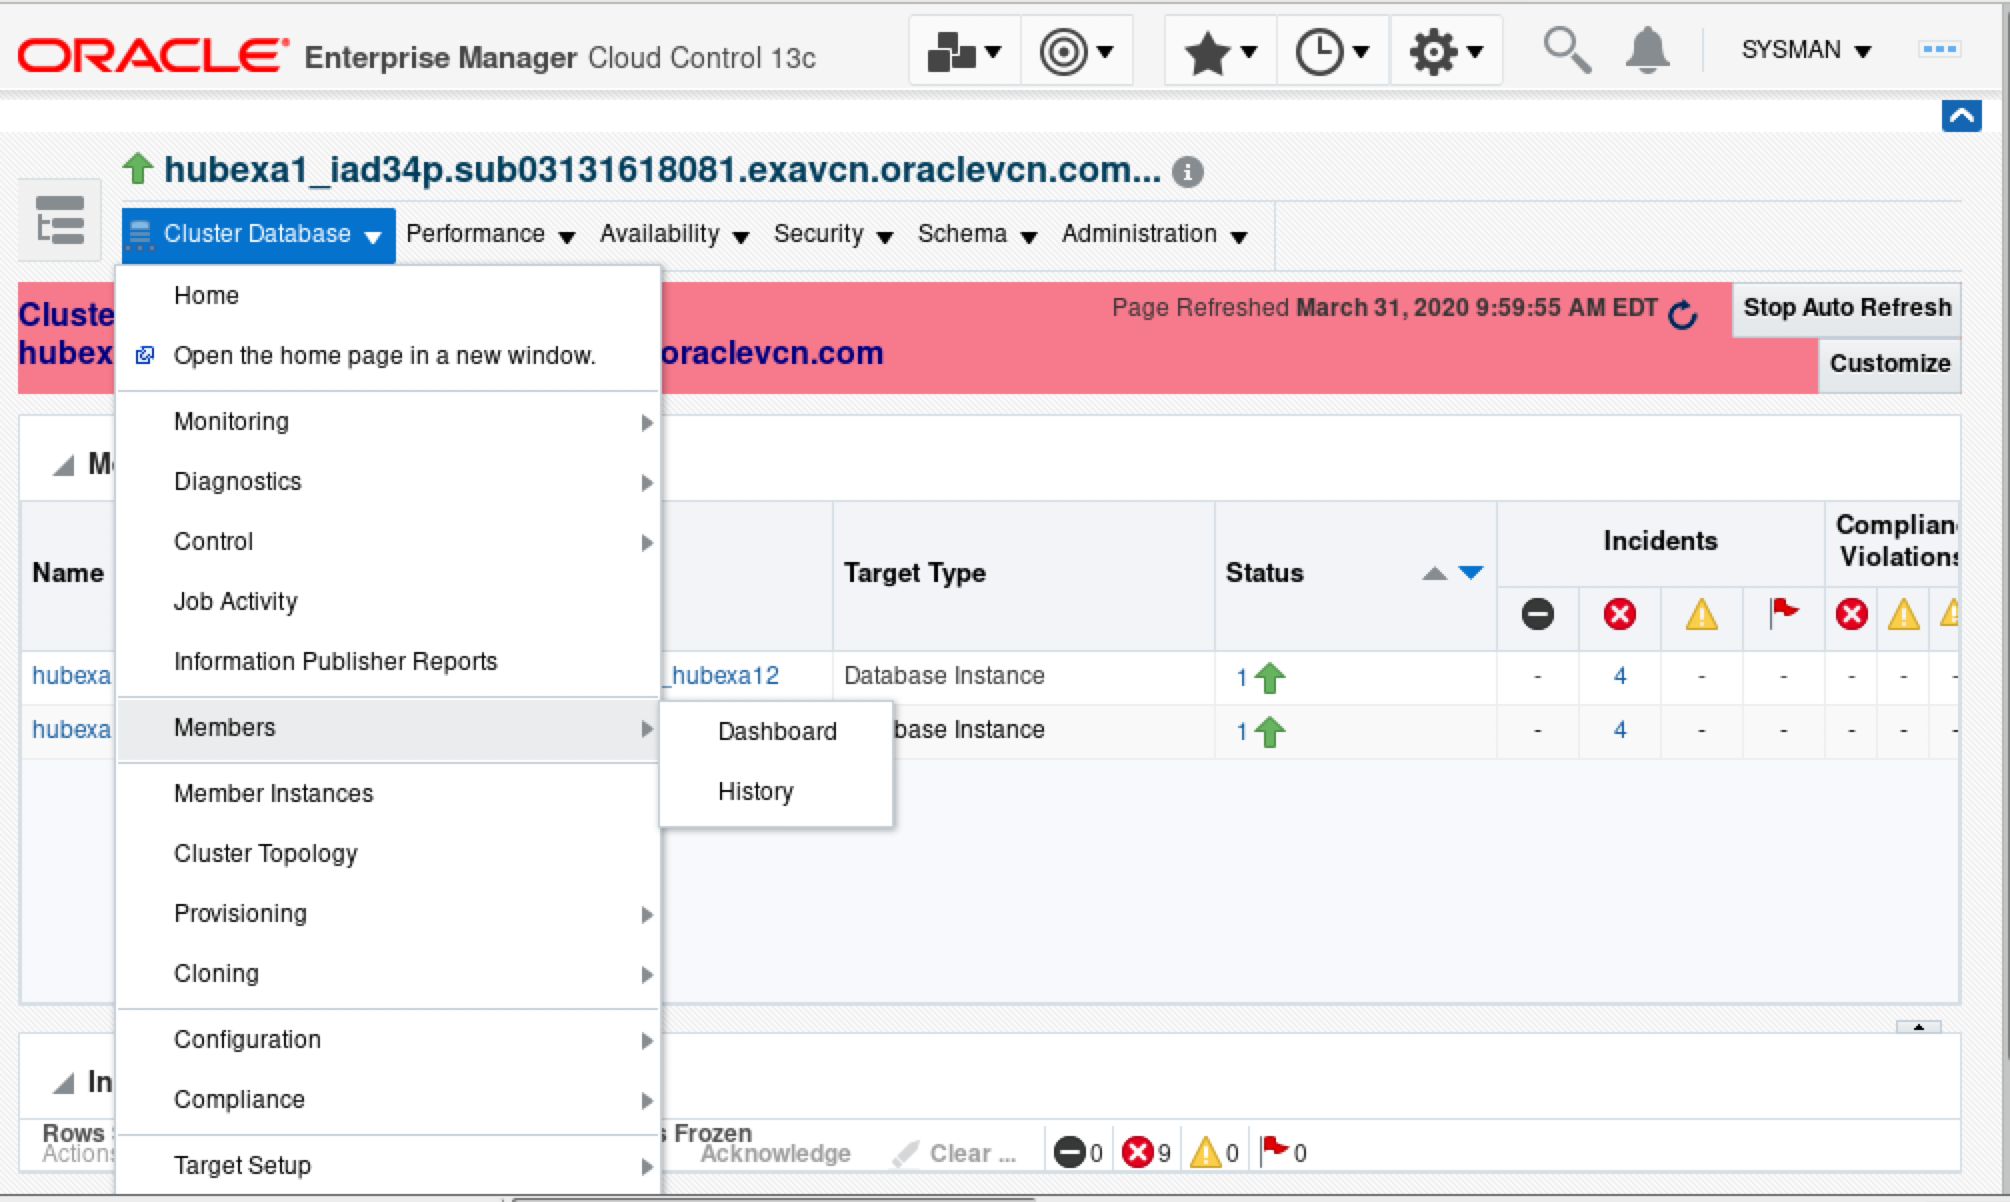 ORACLE® Enterprise Manager Cloud Control 13c
SYSMAN
hubexa1_iad34p.sub03131618081.exavcn.oraclevcn.com...
Cluster Database Performance Availability Security Schema Administration
Home
Open the home page in a new window.
Monitoring
Diagnostics
Control
Job Activity
Information Publisher Reports
Members
Member Instances
Cluster Topology
Provisioning
Cloning
Configuration
Compliance
Target Setup
Dashboard
History
Cluste
Page Refreshed March 31, 2020 9:59:55 AM EDT
Stop Auto Refresh
hubex
oraclevcn.com
Customize
Name
Target Type
Status
Incidents
Complian
Violations
hubexa
_hubexa12
Database Instance
1
- 4 - - - - -
hubexa
base Instance
1
- 4 - - - - -
In
Rows
s Frozen
Actions
Acknowledge
Clear ...
0 9 0 0